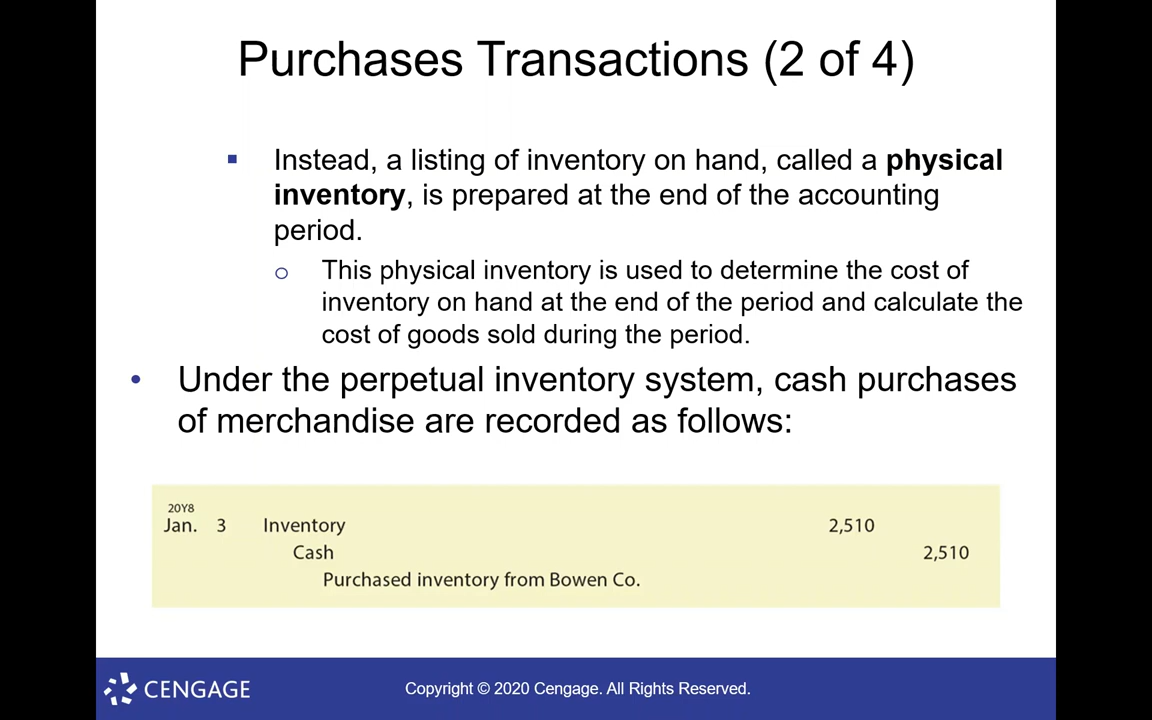 Purchases Transactions (2 of 4)
▪ Instead, a listing of inventory on hand, called a physical
inventory, is prepared at the end of the accounting
period.
o This physical inventory is used to determine the cost of
inventory on hand at the end of the period and calculate the
cost of goods sold during the period.
• Under the perpetual inventory system, cash purchases
of merchandise are recorded as follows:
20Y8
Jan. 3 Inventory 2,510
Cash 2,510
Purchased inventory from Bowen Co.
CENGAGE Copyright © 2020 Cengage. All Rights Reserved.